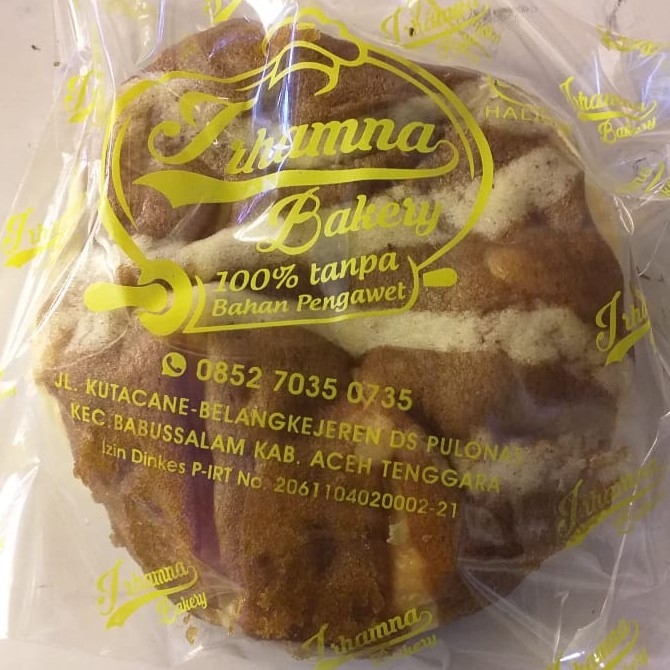 Irhamna
Bakery
HALAL
100% tanpa
Bahan Pengawet
0852 7035 0735
JL. KUTACANE-BELANGKEJEREN DS PULONAS
KEC.BABUSSALAM KAB. ACEH TENGGARA
Izin Dinkes P-IRT No. 2061104020002-21
Irhamna
Bakery
Irhamna
Bakery
Irhamna
Bakery